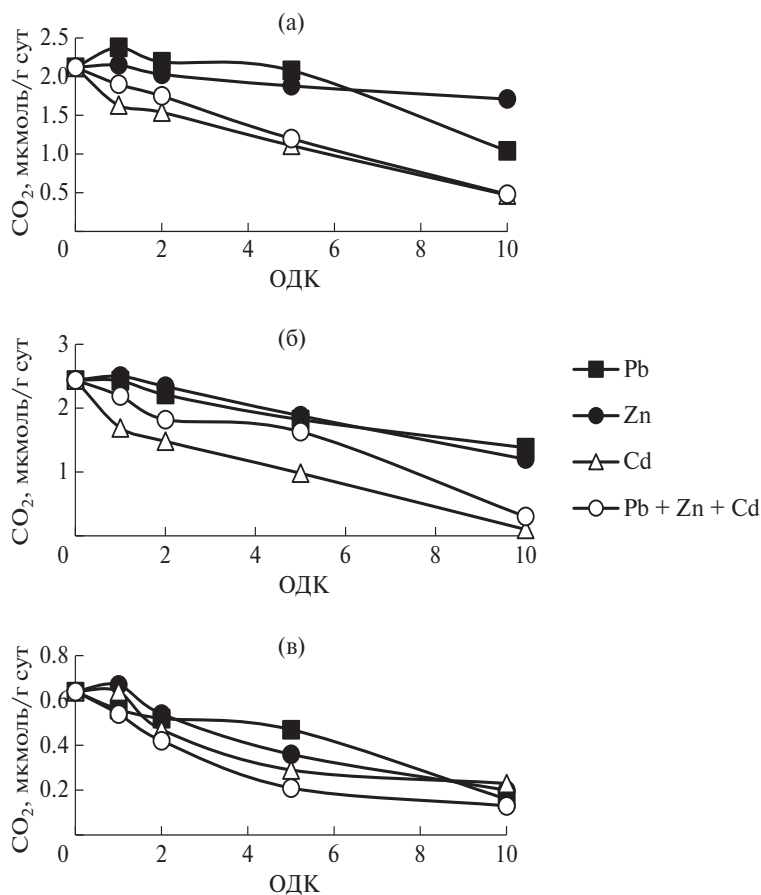 (а)
CO₂, мкмоль/г сут
2.5
2.0
1.5
1.0
0.5
0 2 4 6 8 10
ОДК
(б)
CO₂, мкмоль/г сут
3
2
1
0 2 4 6 8 10
ОДК
Pb
Zn
Cd
Pb + Zn + Cd
(в)
CO₂, мкмоль/г сут
0.8
0.6
0.4
0.2
0 2 4 6 8 10
ОДК